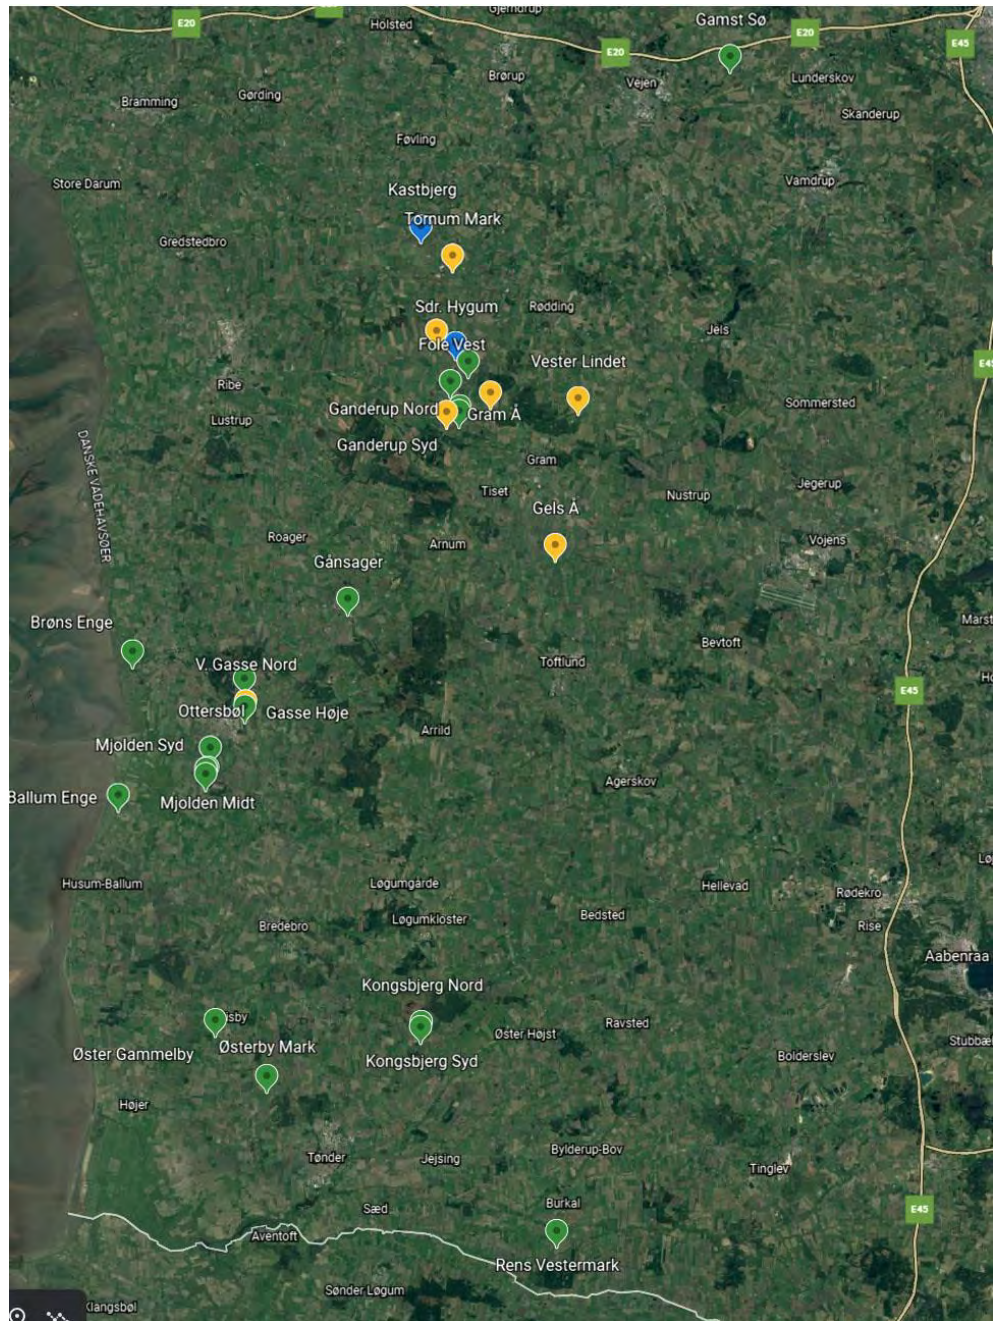 Gjerndrup
Gamst Sø
E20
Holsted
E20
E20
E45
Brørup
Vejen
Lunderskov
Bramming
Gørding
Skanderup
Føvling
Store Darum
Kastbjerg
Vamdrup
Tornum Mark
Gredstedbro
Sdr. Hygum
Rødding
Jels
Føle Vest
Vester Lindet
E45
Ribe
Ganderup Nord
Gram Å
Sommersted
Lustrup
DANSKE VADEHAVSØER
Ganderup Syd
Gram
Tiset
Nustrup
Jegerup
Gels Å
Roager
Arnum
Vojens
Gånsager
Brøns Enge
Marst
Bevtoft
V. Gasse Nord
Toftlund
E45
Ottersbøl
Gasse Høje
Arrild
Mjolden Syd
Agerskov
Ballum Enge
Mjolden Midt
Husum-Ballum
Løgumgårde
Hellevad
Rødekro
Bredebro
Løgumkloster
Bedsted
Rise
Aabenraa
Kongsbjerg Nord
isby
Øster Højst
Ravsted
Stubbæk
Øster Gammelby
Østerby Mark
Kongsbjerg Syd
Bolderslev
Højer
Tønder
Jejsing
Bylderup-Bov
Tinglev
Sæd
Burkal
E45
Aventoft
Rens Vestermark
Sønder Løgum
Klangsbøl